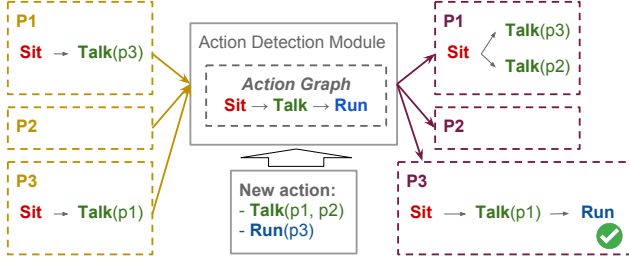 P1
Sit → Talk(p3)
P2
P3
Sit → Talk(p1)
Action Detection Module
Action Graph
Sit → Talk → Run
New action:
- Talk(p1, p2)
- Run(p3)
P1
Talk(p3)
Sit
Talk(p2)
P2
P3
Sit → Talk(p1) → Run